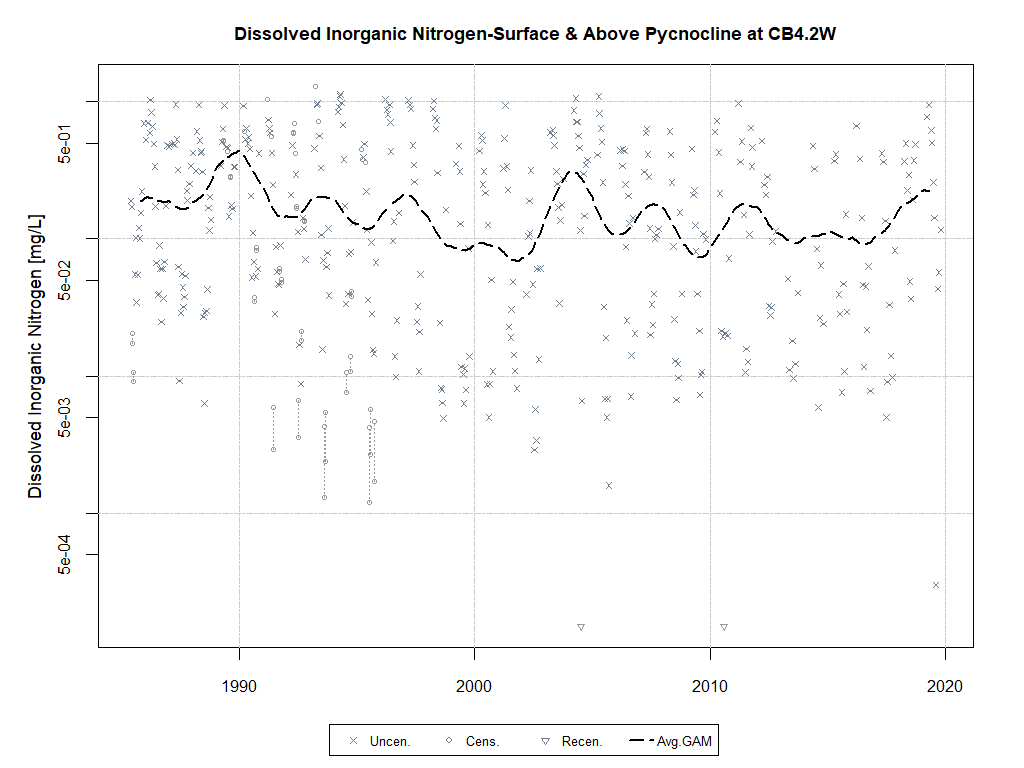 Dissolved Inorganic Nitrogen-Surface & Above Pycnocline at CB4.2W
Dissolved Inorganic Nitrogen [mg/L]
5e-01
5e-02
5e-03
5e-04
1990 2000 2010 2020
Uncen. Cens. Recen. Avg.GAM